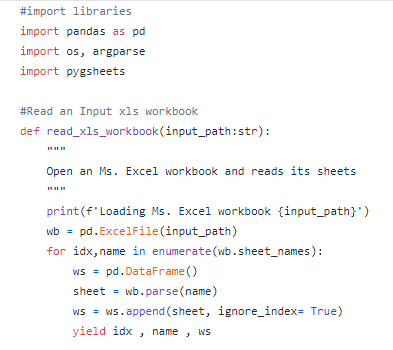 #import libraries
import pandas as pd
import os, argparse
import pygsheets
#Read an Input xls workbook
def read_xls_workbook(input_path:str):
"""
Open an Ms. Excel workbook and reads its sheets
"""
print(f'Loading Ms. Excel workbook {input_path}')
wb = pd.ExcelFile(input_path)
for idx,name in enumerate(wb.sheet_names):
ws = pd.DataFrame()
sheet = wb.parse(name)
ws = ws.append(sheet, ignore_index= True)
yield idx , name , ws